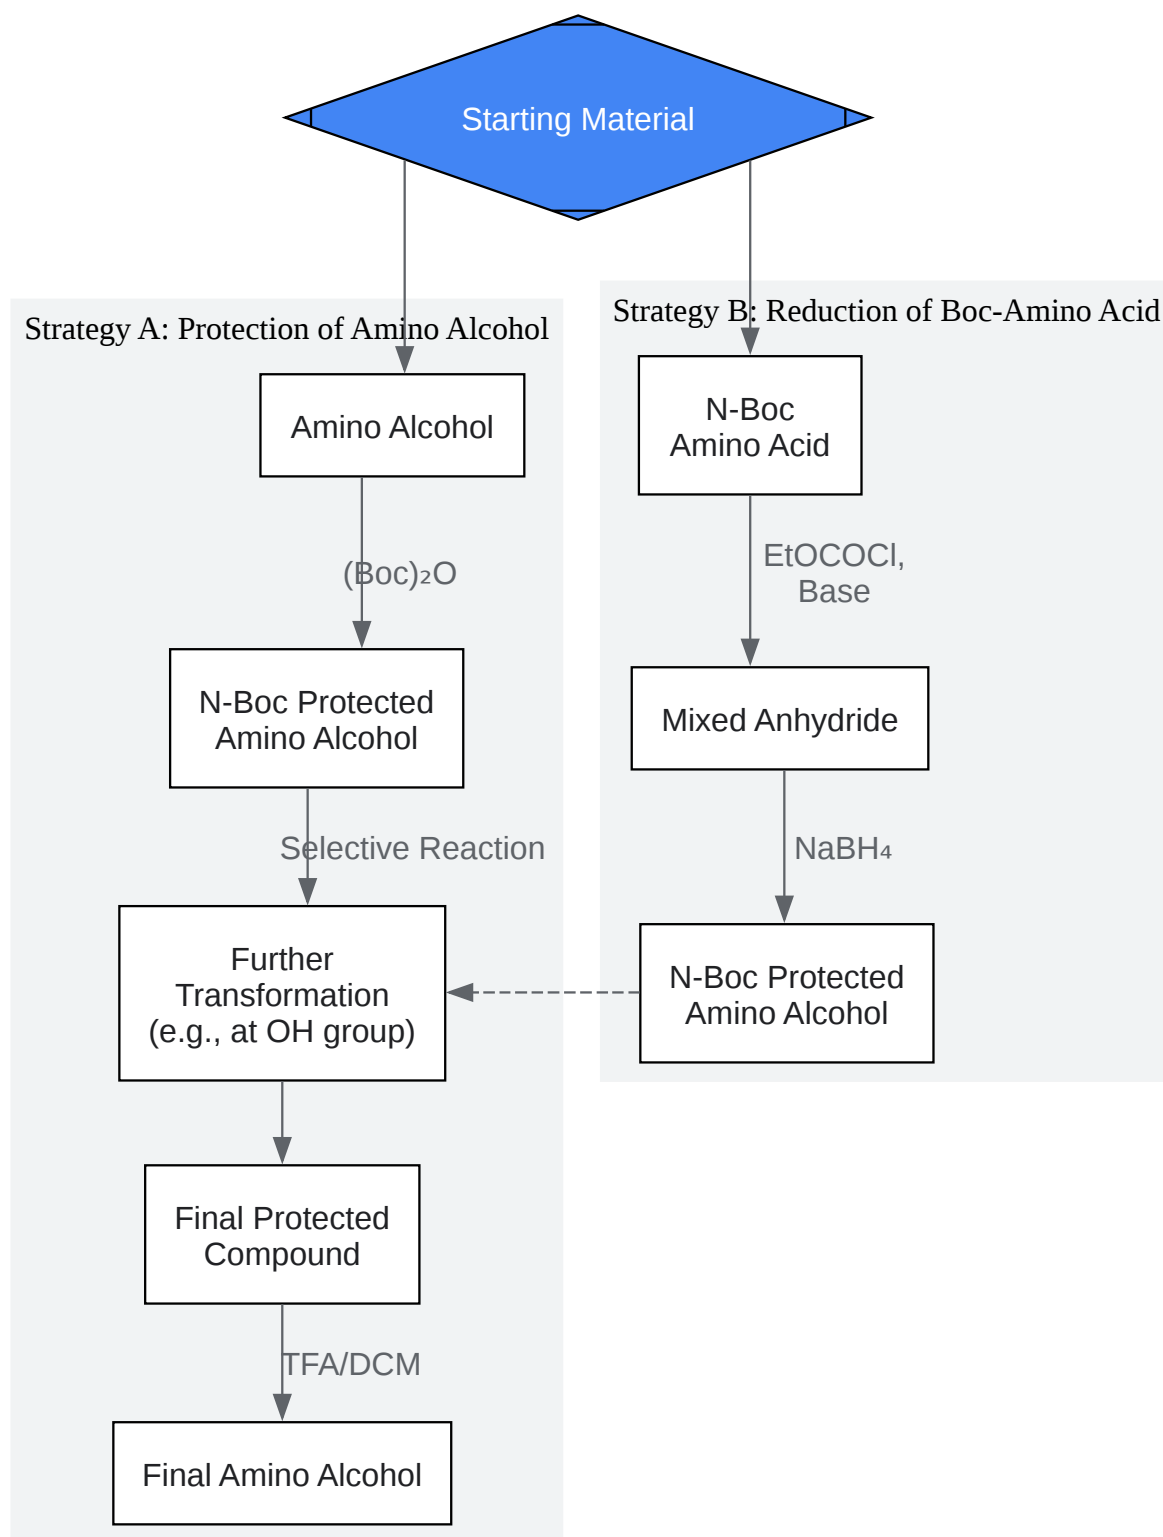 Starting Material
Strategy A: Protection of Amino Alcohol
Amino Alcohol
(Boc)₂O
N-Boc Protected
Amino Alcohol
Selective Reaction
Further
Transformation
(e.g., at OH group)
Final Protected
Compound
TFA/DCM
Final Amino Alcohol
Strategy B: Reduction of Boc-Amino Acid
N-Boc
Amino Acid
EtOCOCl,
Base
Mixed Anhydride
NaBH₄
N-Boc Protected
Amino Alcohol